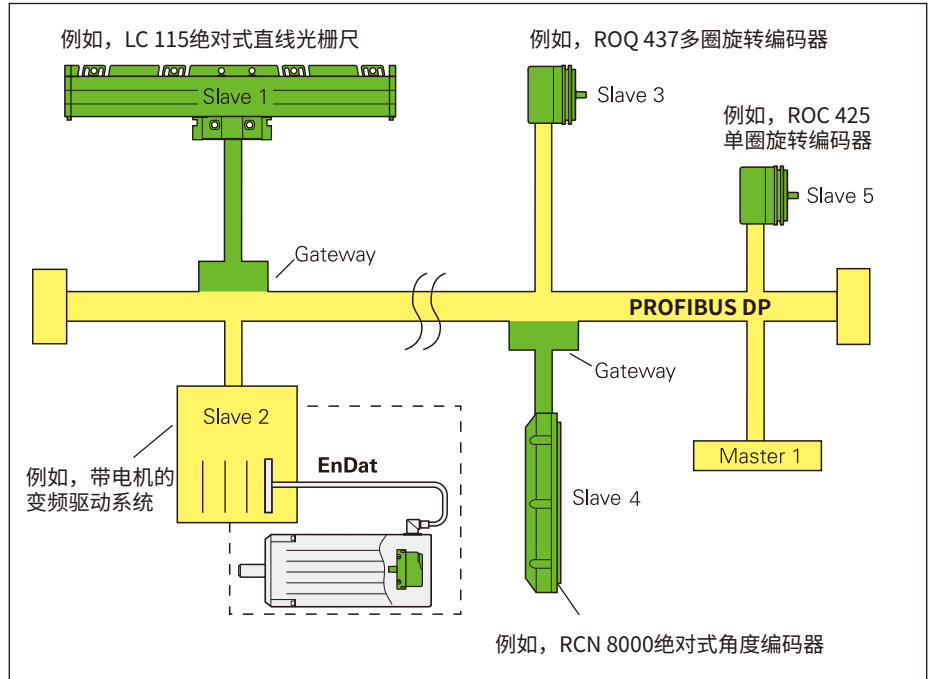 例如，LC 115绝对式直线光栅尺
例如，ROQ 437多圈旋转编码器
Slave 1
Slave 3
例如，ROC 425
单圈旋转编码器
Slave 5
Gateway
PROFIBUS DP
Gateway
Slave 2
例如，带电机的
变频驱动系统
EnDat
Master 1
Slave 4
例如，RCN 8000绝对式角度编码器